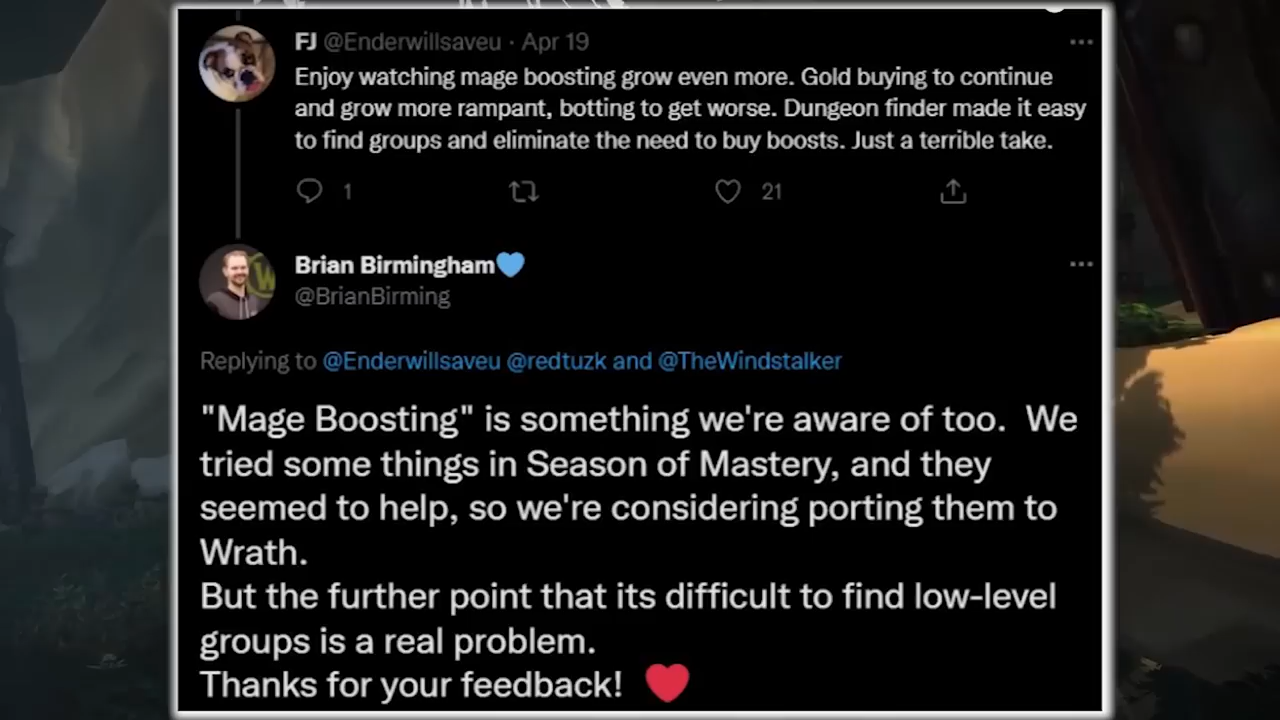 FJ @Enderwillsaveu · Apr 19
Enjoy watching mage boosting grow even more. Gold buying to continue
and grow more rampant, botting to get worse. Dungeon finder made it easy
to find groups and eliminate the need to buy boosts. Just a terrible take.
1 21
Brian Birmingham💙
@BrianBirming
Replying to @Enderwillsaveu @redtuzk and @TheWindstalker
"Mage Boosting" is something we're aware of too.  We
tried some things in Season of Mastery, and they
seemed to help, so we're considering porting them to
Wrath.
But the further point that its difficult to find low-level
groups is a real problem.
Thanks for your feedback! ❤️